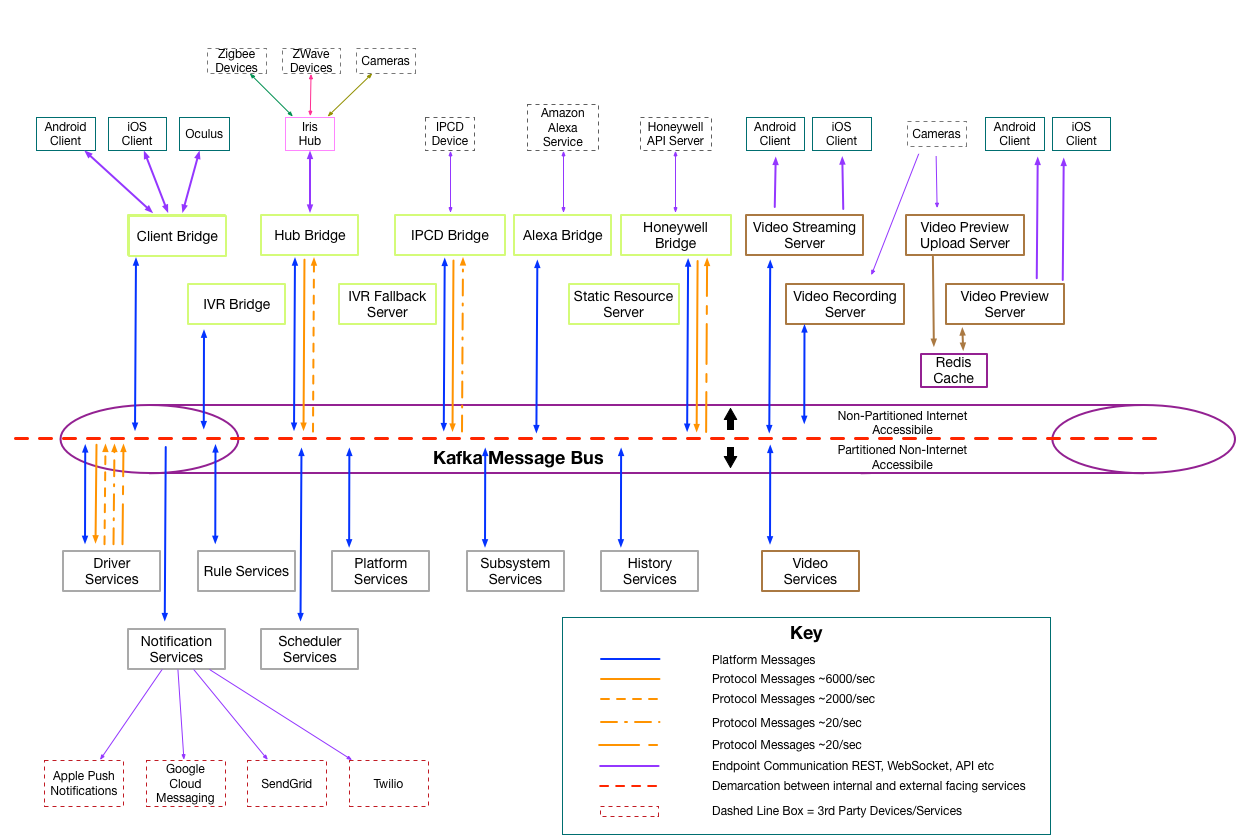 Zigbee
Devices
ZWave
Devices
Cameras
Android
Client
iOS
Client
Oculus
Iris
Hub
IPCD
Device
Amazon
Alexa
Service
Honeywell
API Server
Android
Client
iOS
Client
Cameras
Android
Client
iOS
Client
Client Bridge
Hub Bridge
IPCD Bridge
Alexa Bridge
Honeywell
Bridge
Video Streaming
Server
Video Preview
Upload Server
IVR Bridge
IVR Fallback
Server
Static Resource
Server
Video Recording
Server
Video Preview
Server
Redis
Cache
Non-Partitioned Internet
Accessibile
Kafka Message Bus
Partitioned Non-Internet
Accessibile
Driver
Services
Rule Services
Platform
Services
Subsystem
Services
History
Services
Video
Services
Notification
Services
Scheduler
Services
Apple Push
Notifications
Google
Cloud
Messaging
SendGrid
Twilio
Key
Platform Messages
Protocol Messages ~6000/sec
Protocol Messages ~2000/sec
Protocol Messages ~20/sec
Protocol Messages ~20/sec
Endpoint Communication REST, WebSocket, API etc
Demarcation between internal and external facing services
Dashed Line Box = 3rd Party Devices/Services